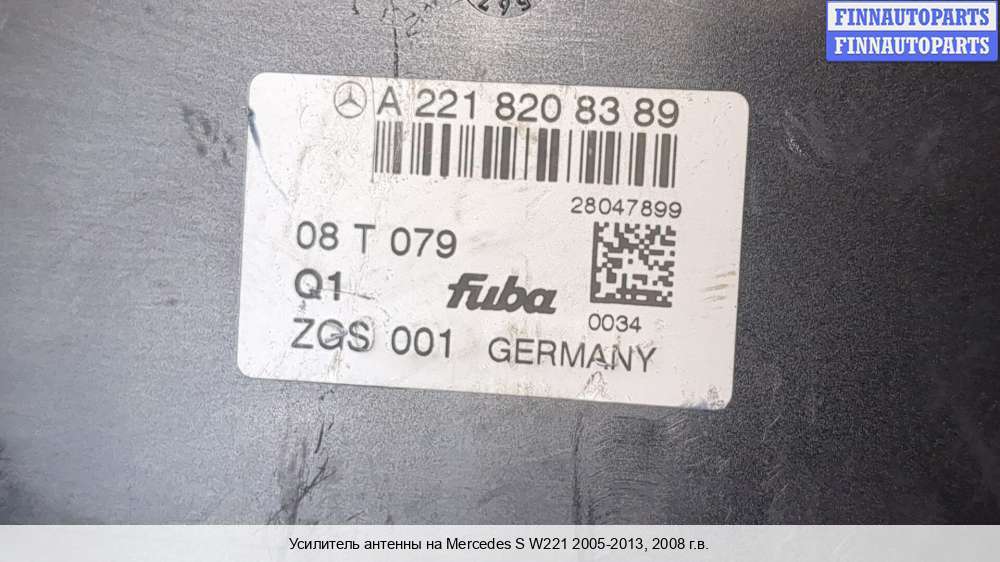 FINNAUTOPARTS
FINNAUTOPARTS
A 221 820 83 89
28047899
08 T 079
Q1
fuba
0034
ZGS 001 GERMANY
Усилитель антенны на Mercedes S W221 2005-2013, 2008 г.в.